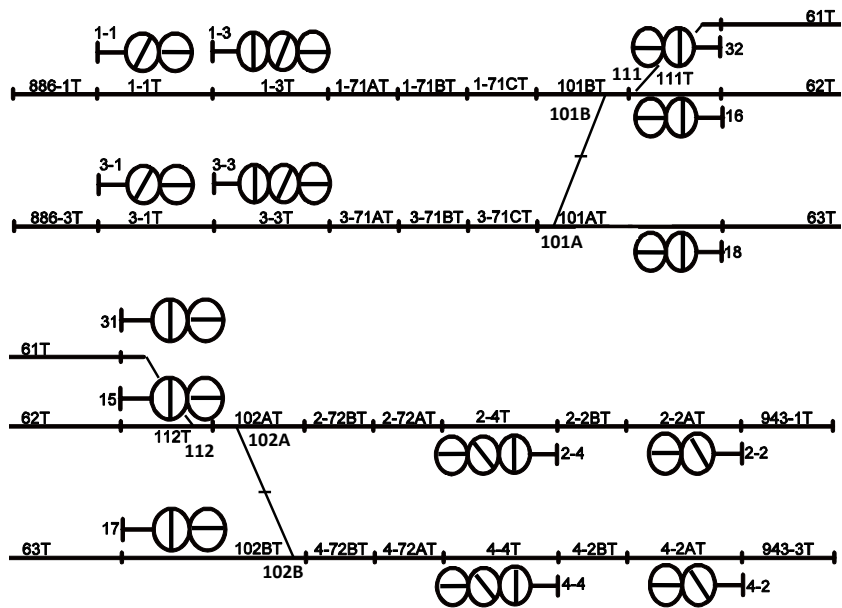 61T
1-1 1-3 32
111 111T
886-1T 1-1T 1-3T 1-71AT 1-71BT 1-71CT 101BT 62T
101B 16
3-1 3-3
886-3T 3-1T 3-3T 3-71AT 3-71BT 3-71CT 101AT 63T
101A 18
31
61T
15
62T 102AT 2-72BT 2-72AT 2-4T 2-2BT 2-2AT 943-1T
112T 112 102A 2-4 2-2
17
63T 102BT 4-72BT 4-72AT 4-4T 4-2BT 4-2AT 943-3T
102B 4-4 4-2